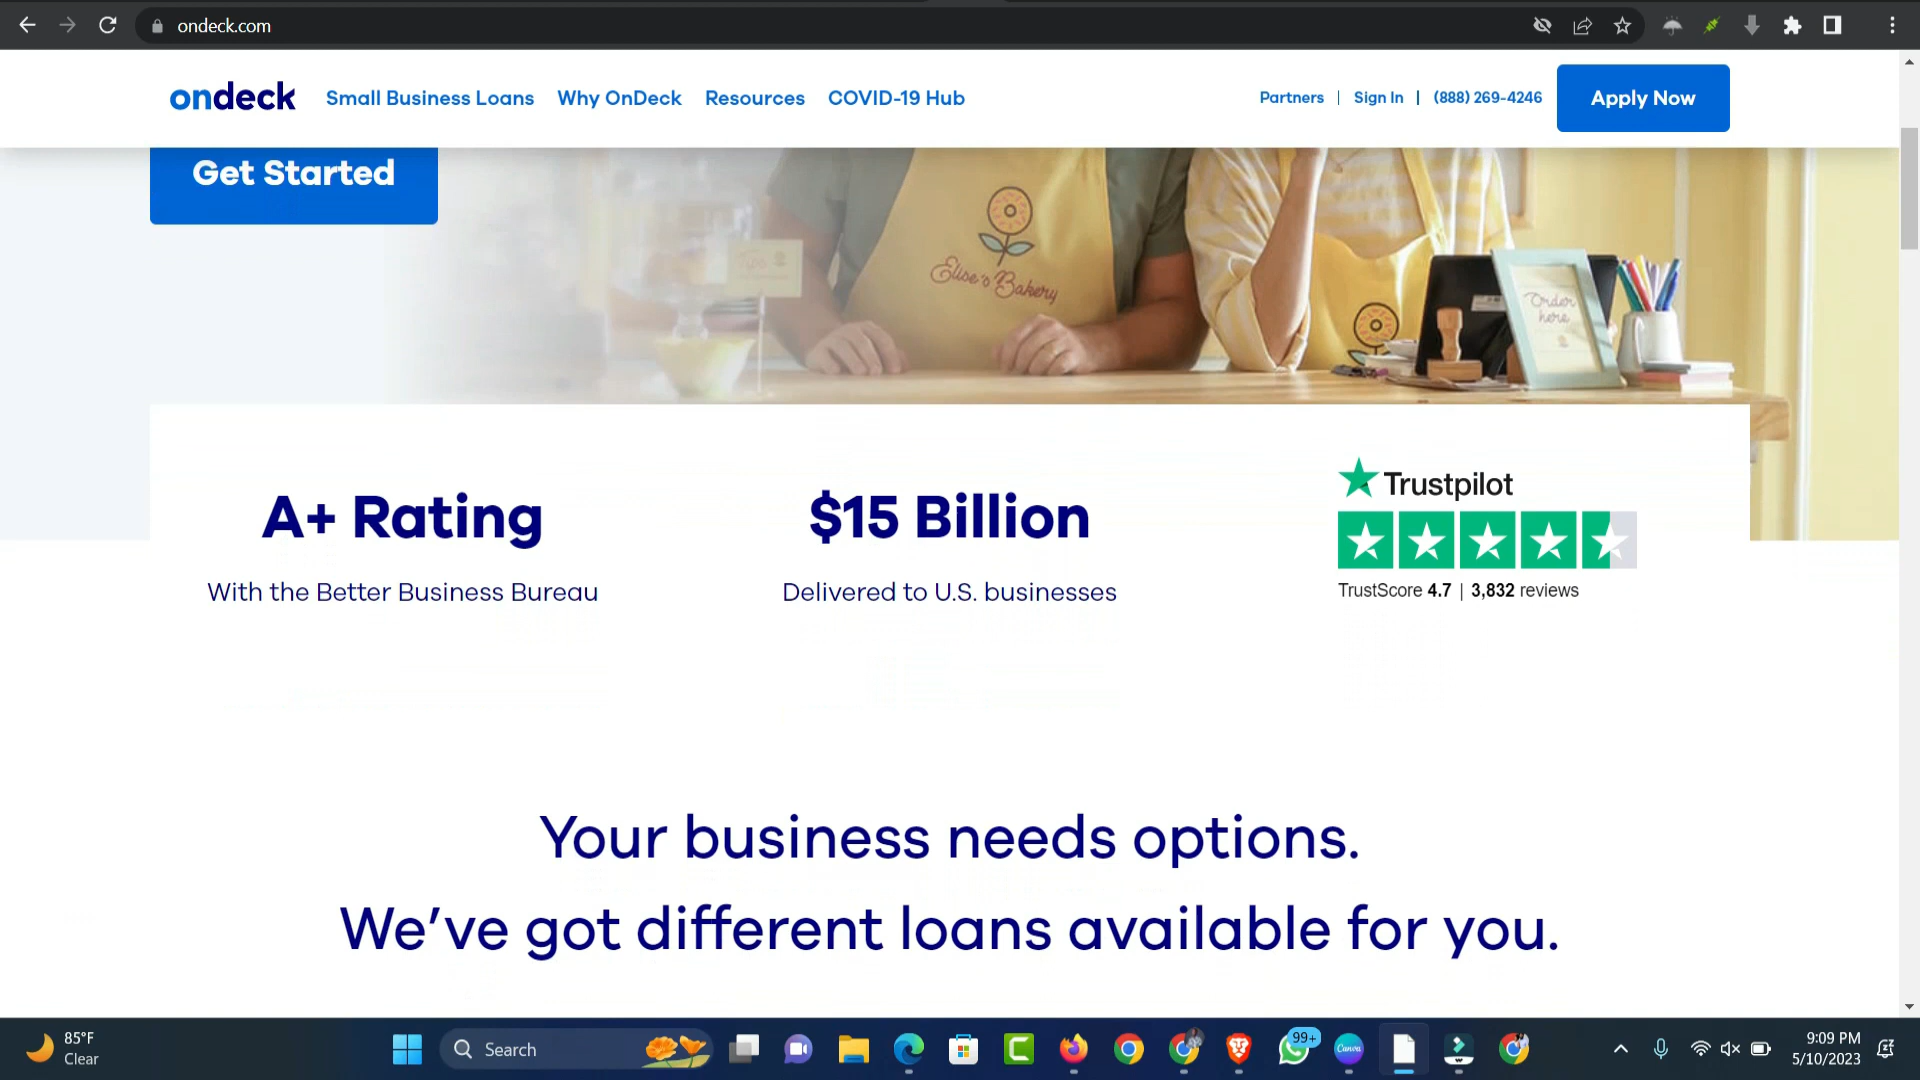 ondeck.com
ondeck Small Business Loans Why OnDeck Resources COVID-19 Hub Partners | Sign In | (888) 269-4246 Apply Now
Get Started
Elise's Bakery
Order
here
A+ Rating
With the Better Business Bureau
$15 Billion
Delivered to U.S. businesses
Trustpilot
TrustScore 4.7 | 3,832 reviews
Your business needs options.
We've got different loans available for you.
85°F
Clear
Search
99+
Canva
9:09 PM
5/10/2023